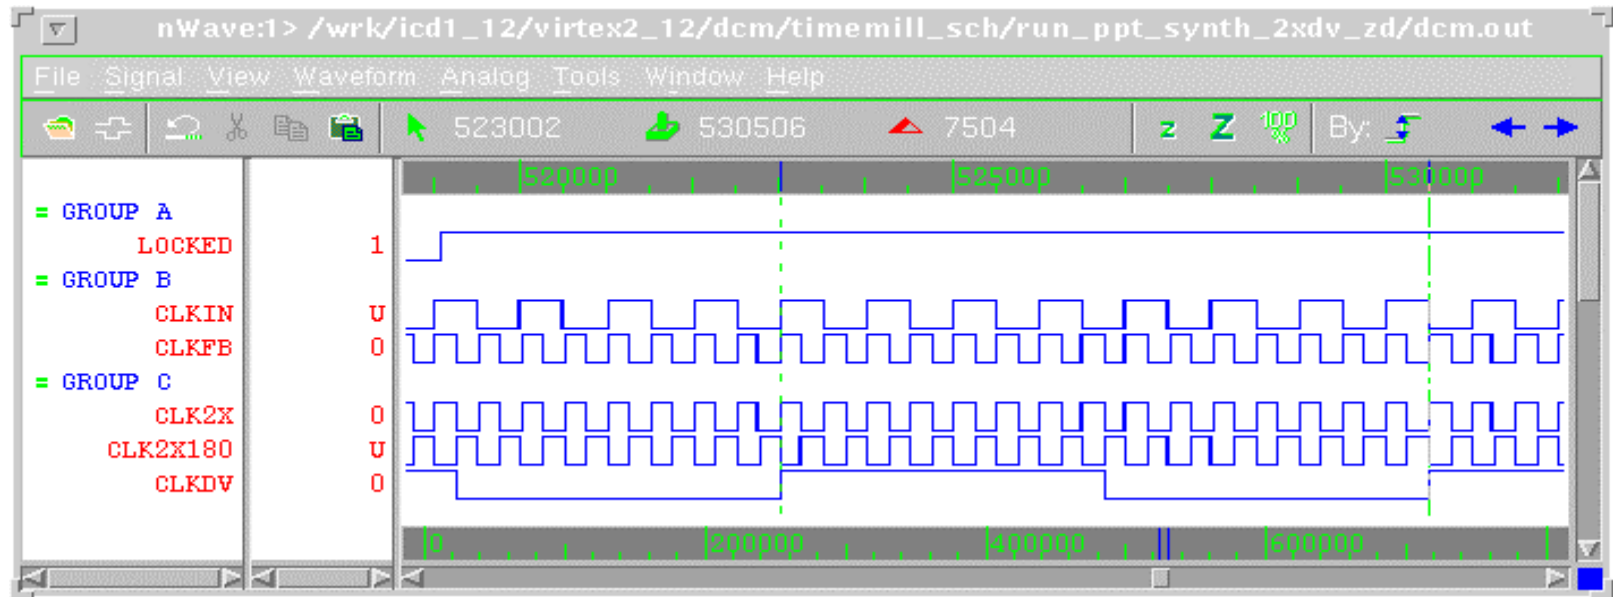 nWave:1> /wrk/icd1_12/virtex2_12/dcm/timemill_sch/run_ppt_synth_2xdv_zd/dcm.out
File Signal View Waveform Analog Tools Window Help
523002 530506 7504 z Z 100% By:
520000 525000 530000
= GROUP A
LOCKED 1
= GROUP B
CLKIN U
CLKFB 0
= GROUP C
CLK2X 0
CLK2X180 U
CLKDV 0
0 200000 400000 600000